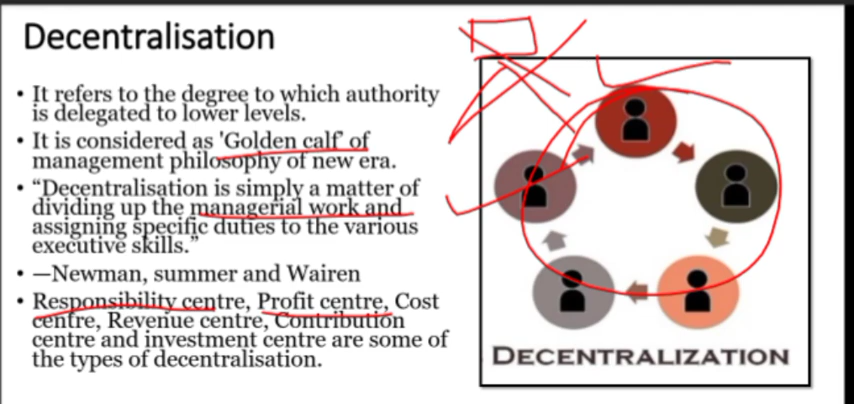 Decentralisation
• It refers to the degree to which authority
is delegated to lower levels.
• It is considered as 'Golden calf' of
management philosophy of new era.
• “Decentralisation is simply a matter of
dividing up the managerial work and
assigning specific duties to the various
executive skills.”
• —Newman, summer and Wairen
• Responsibility centre, Profit centre, Cost
centre, Revenue centre, Contribution
centre and investment centre are some of
the types of decentralisation.
DECENTRALIZATION